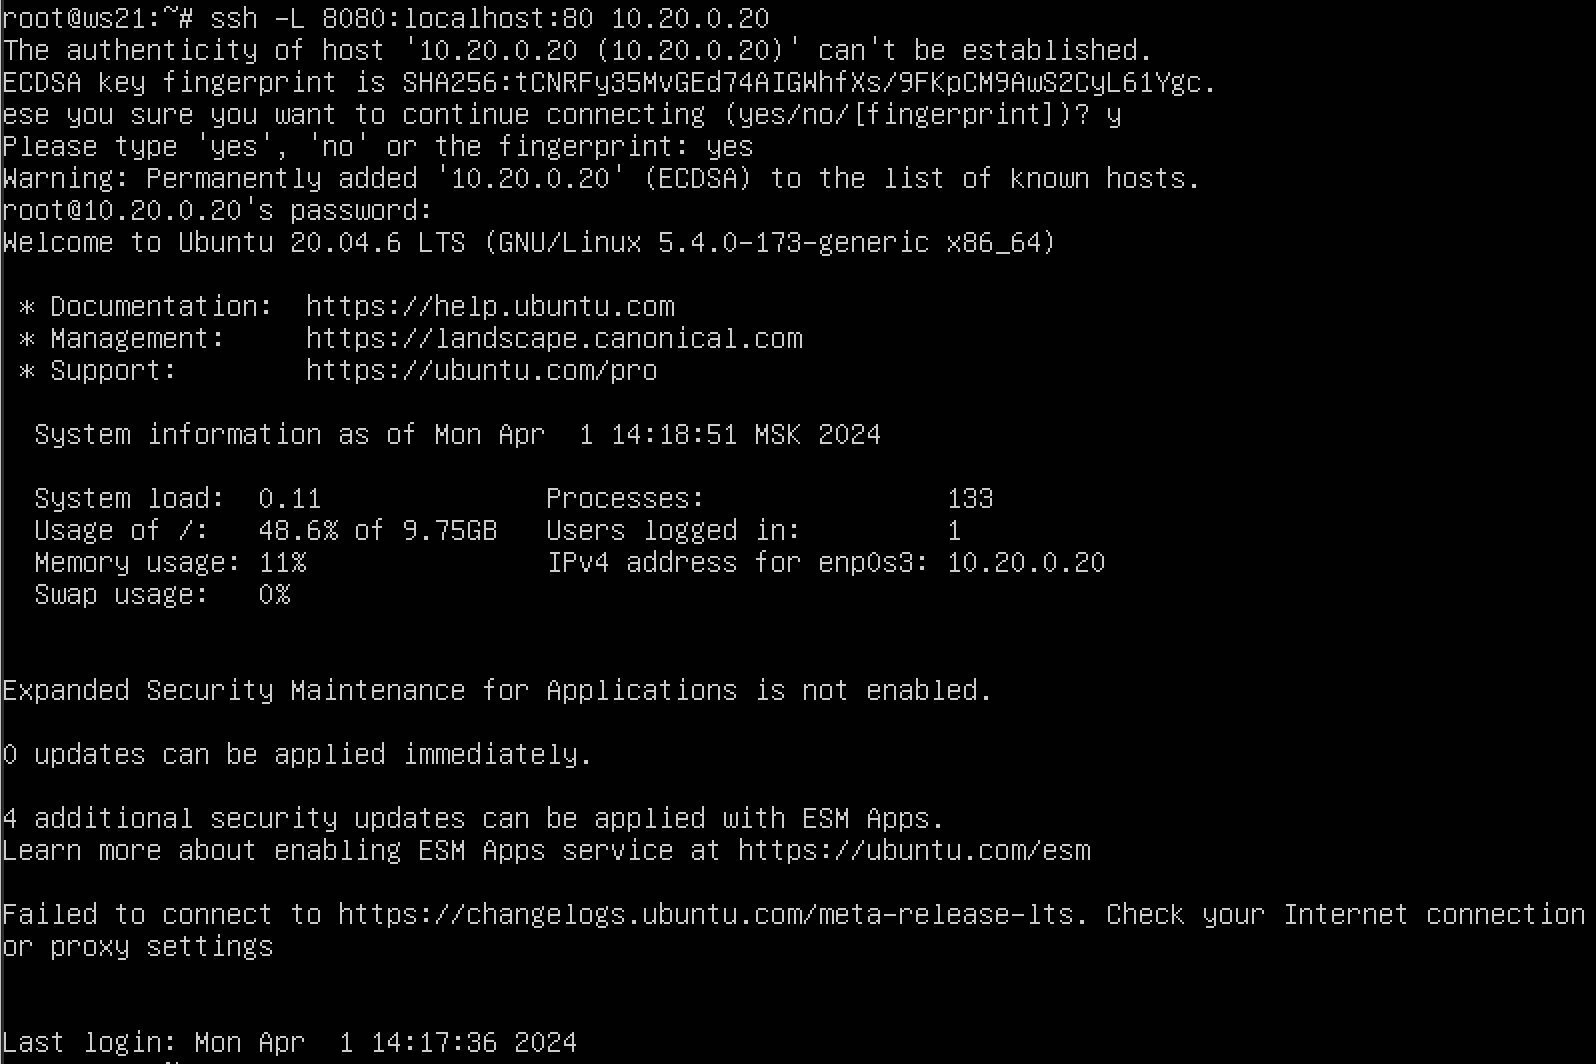 root@ws21:~# ssh -L 8080:localhost:80 10.20.0.20
The authenticity of host '10.20.0.20 (10.20.0.20)' can't be established.
ECDSA key fingerprint is SHA256:tCNRFy35MvGEd74AIGWhfXs/9FKpCM9AwS2CyL61Ygc.
ese you sure you want to continue connecting (yes/no/[fingerprint])? y
Please type 'yes', 'no' or the fingerprint: yes
Warning: Permanently added '10.20.0.20' (ECDSA) to the list of known hosts.
root@10.20.0.20's password:
Welcome to Ubuntu 20.04.6 LTS (GNU/Linux 5.4.0-173-generic x86_64)
* Documentation:  https://help.ubuntu.com
* Management:     https://landscape.canonical.com
* Support:        https://ubuntu.com/pro
System information as of Mon Apr  1 14:18:51 MSK 2024
System load:  0.11              Processes:               133
Usage of /:   48.6% of 9.75GB   Users logged in:         1
Memory usage: 11%               IPv4 address for enp0s3: 10.20.0.20
Swap usage:   0%
Expanded Security Maintenance for Applications is not enabled.
0 updates can be applied immediately.
4 additional security updates can be applied with ESM Apps.
Learn more about enabling ESM Apps service at https://ubuntu.com/esm
Failed to connect to https://changelogs.ubuntu.com/meta-release-lts. Check your Internet connection
or proxy settings
Last login: Mon Apr  1 14:17:36 2024